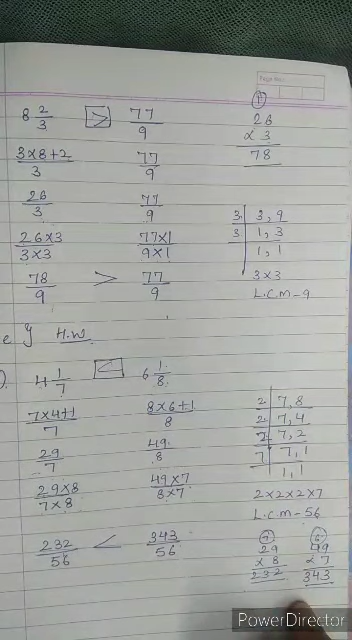 Page No.
8 2/3 > 77/9
3×8+2/3 77/9
26/3 77/9
26×3/3×3 77×1/9×1
78/9 > 77/9
①
26
× 3
78
3 | 3, 9
3 | 1, 3
1, 1
3×3
L.C.M-9
H.W
4 1/7 < 6 1/8
7×4+1/7 8×6+1/8
29/7 49/8
29×8/7×8 49×7/8×7
232/56 < 343/56
2 | 7, 8
2 | 7, 4
2 | 7, 2
7 | 7, 1
1, 1
2×2×2×7
L.C.M-56
⑦ ⑥
29 49
× 8 × 7
232 343
PowerDirector